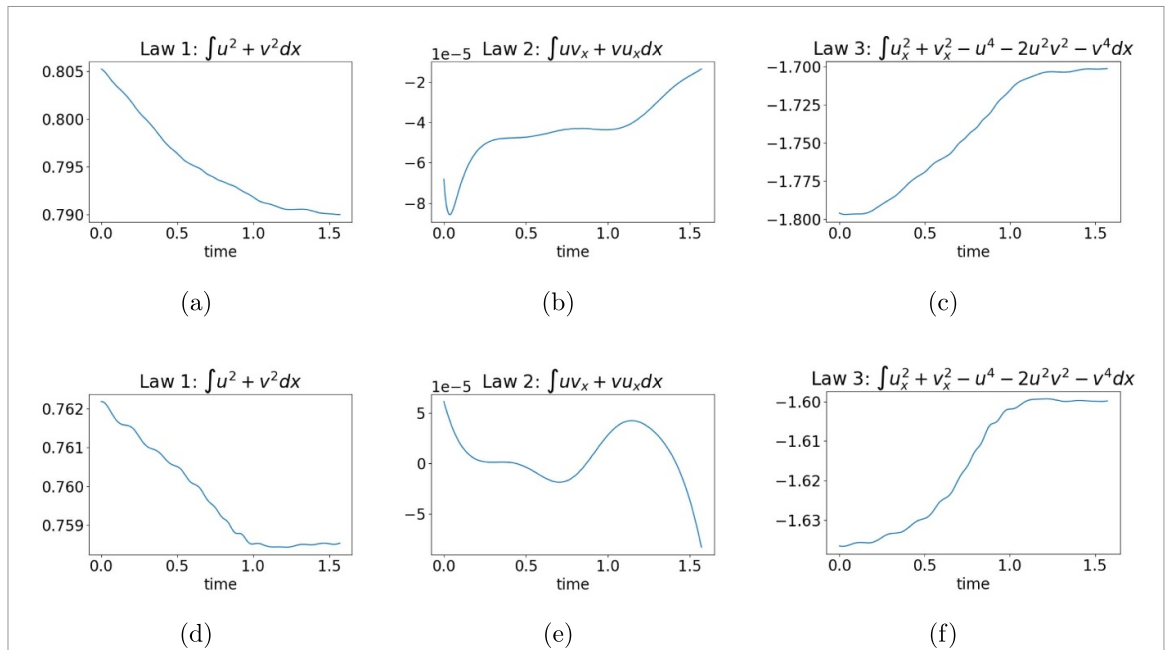 Law 1: ∫u² + v²dx
0.805
0.800
0.795
0.790
0.0 0.5 1.0 1.5
time
(a)
1e−5 Law 2: ∫uvₓ + vuₓdx
−2
−4
−6
−8
0.0 0.5 1.0 1.5
time
(b)
Law 3: ∫uₓ² + vₓ² − u⁴ − 2u²v² − v⁴dx
−1.700
−1.725
−1.750
−1.775
−1.800
0.0 0.5 1.0 1.5
time
(c)
Law 1: ∫u² + v²dx
0.762
0.761
0.760
0.759
0.0 0.5 1.0 1.5
time
(d)
1e−5 Law 2: ∫uvₓ + vuₓdx
5
0
−5
0.0 0.5 1.0 1.5
time
(e)
Law 3: ∫uₓ² + vₓ² − u⁴ − 2u²v² − v⁴dx
−1.60
−1.61
−1.62
−1.63
0.0 0.5 1.0 1.5
time
(f)